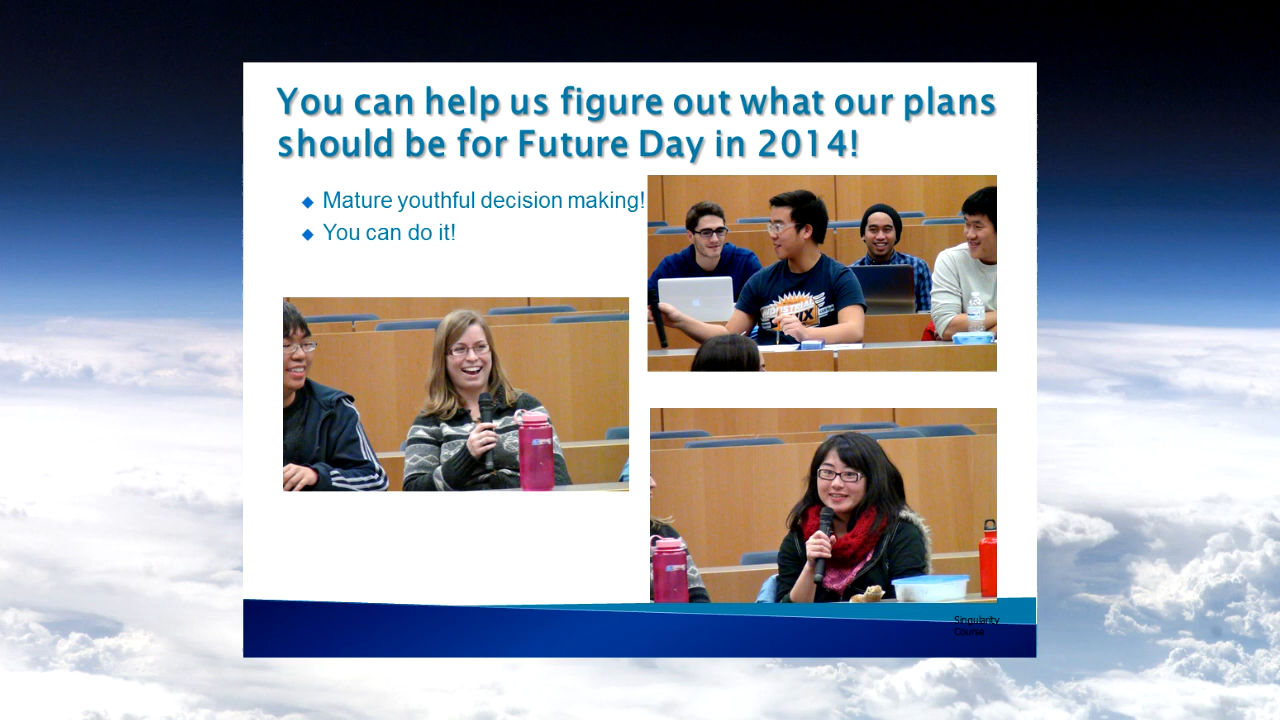 You can help us figure out what our plans
should be for Future Day in 2014!
Mature youthful decision making!
You can do it!
INDUSTRIAL
Singularity
Course